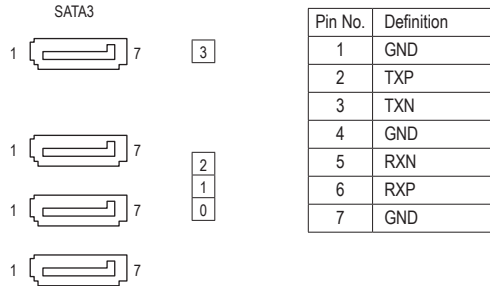 SATA3
1 7 3
1 7
2
1
1 7 0
1 7
Pin No. Definition
1 GND
2 TXP
3 TXN
4 GND
5 RXN
6 RXP
7 GND